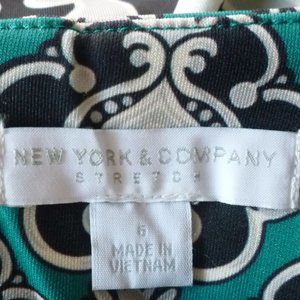 NEW YORK & COMPANY
STRETCH
6
MADE IN
VIETNAM